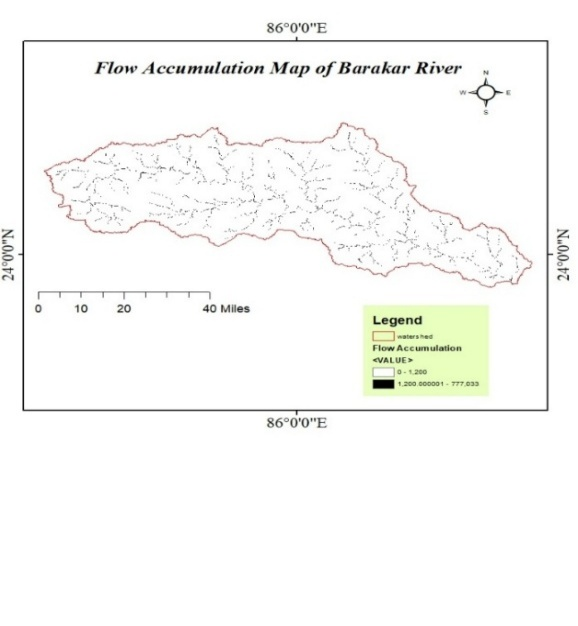 86°0'0"E
Flow Accumulation Map of Barakar River
N
W E
S
24°0'0"N
24°0'0"N
0 10 20 40 Miles
Legend
watershed
Flow Accumulation
<VALUE>
0 - 1,200
1,200.000001 - 777,033
86°0'0"E